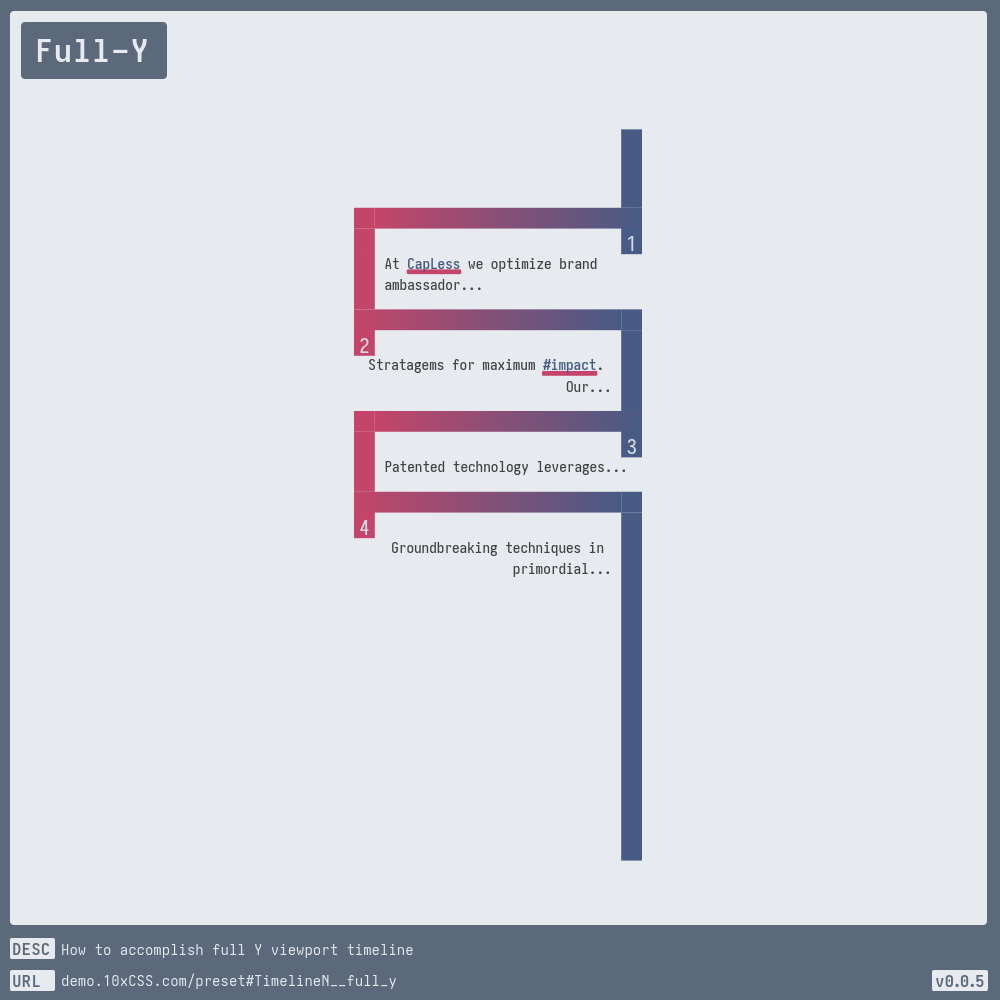 Full-Y
1
At CapLess we optimize brand
ambassador...
2
Stratagems for maximum #impact.
Our...
3
Patented technology leverages...
4
Groundbreaking techniques in
primordial...
DESC How to accomplish full Y viewport timeline
URL demo.10xCSS.com/preset#TimelineN__full_y
v0.0.5